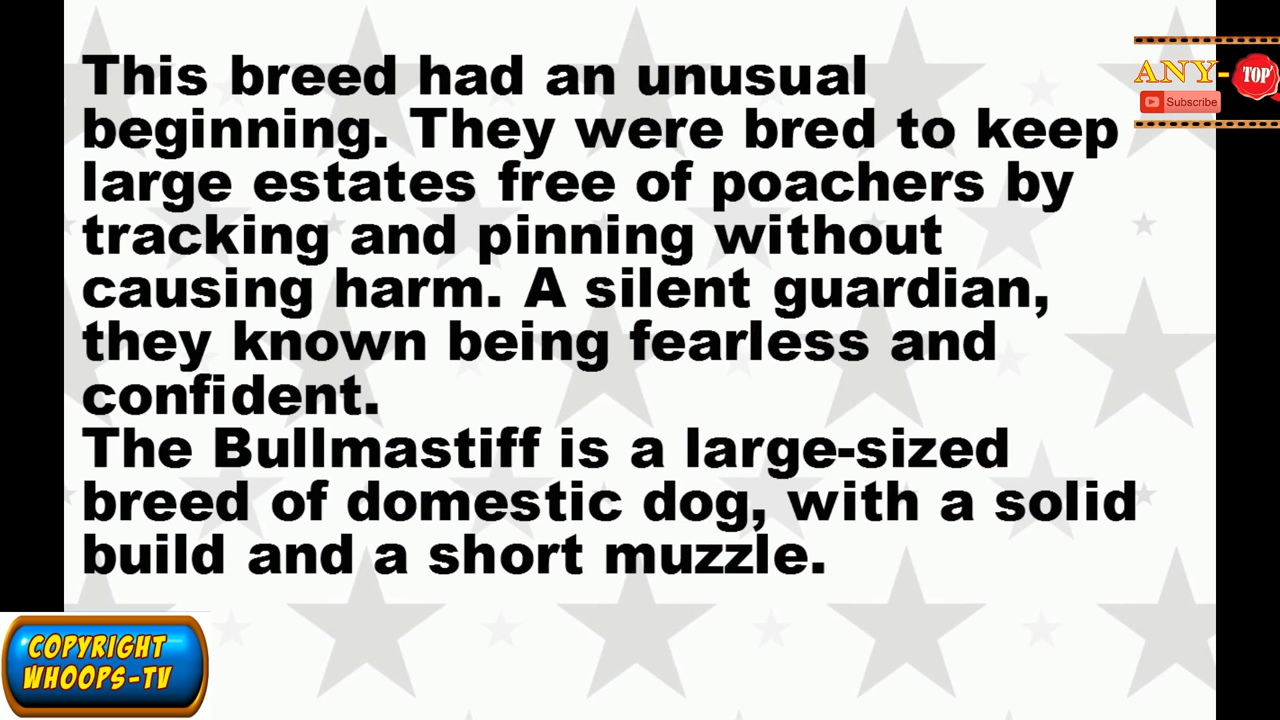 This breed had an unusual
beginning. They were bred to keep
large estates free of poachers by
tracking and pinning without
causing harm. A silent guardian,
they known being fearless and
confident.
The Bullmastiff is a large-sized
breed of domestic dog, with a solid
build and a short muzzle.
ANY-TOP
Subscribe
COPYRIGHT
WHOOPS-TV